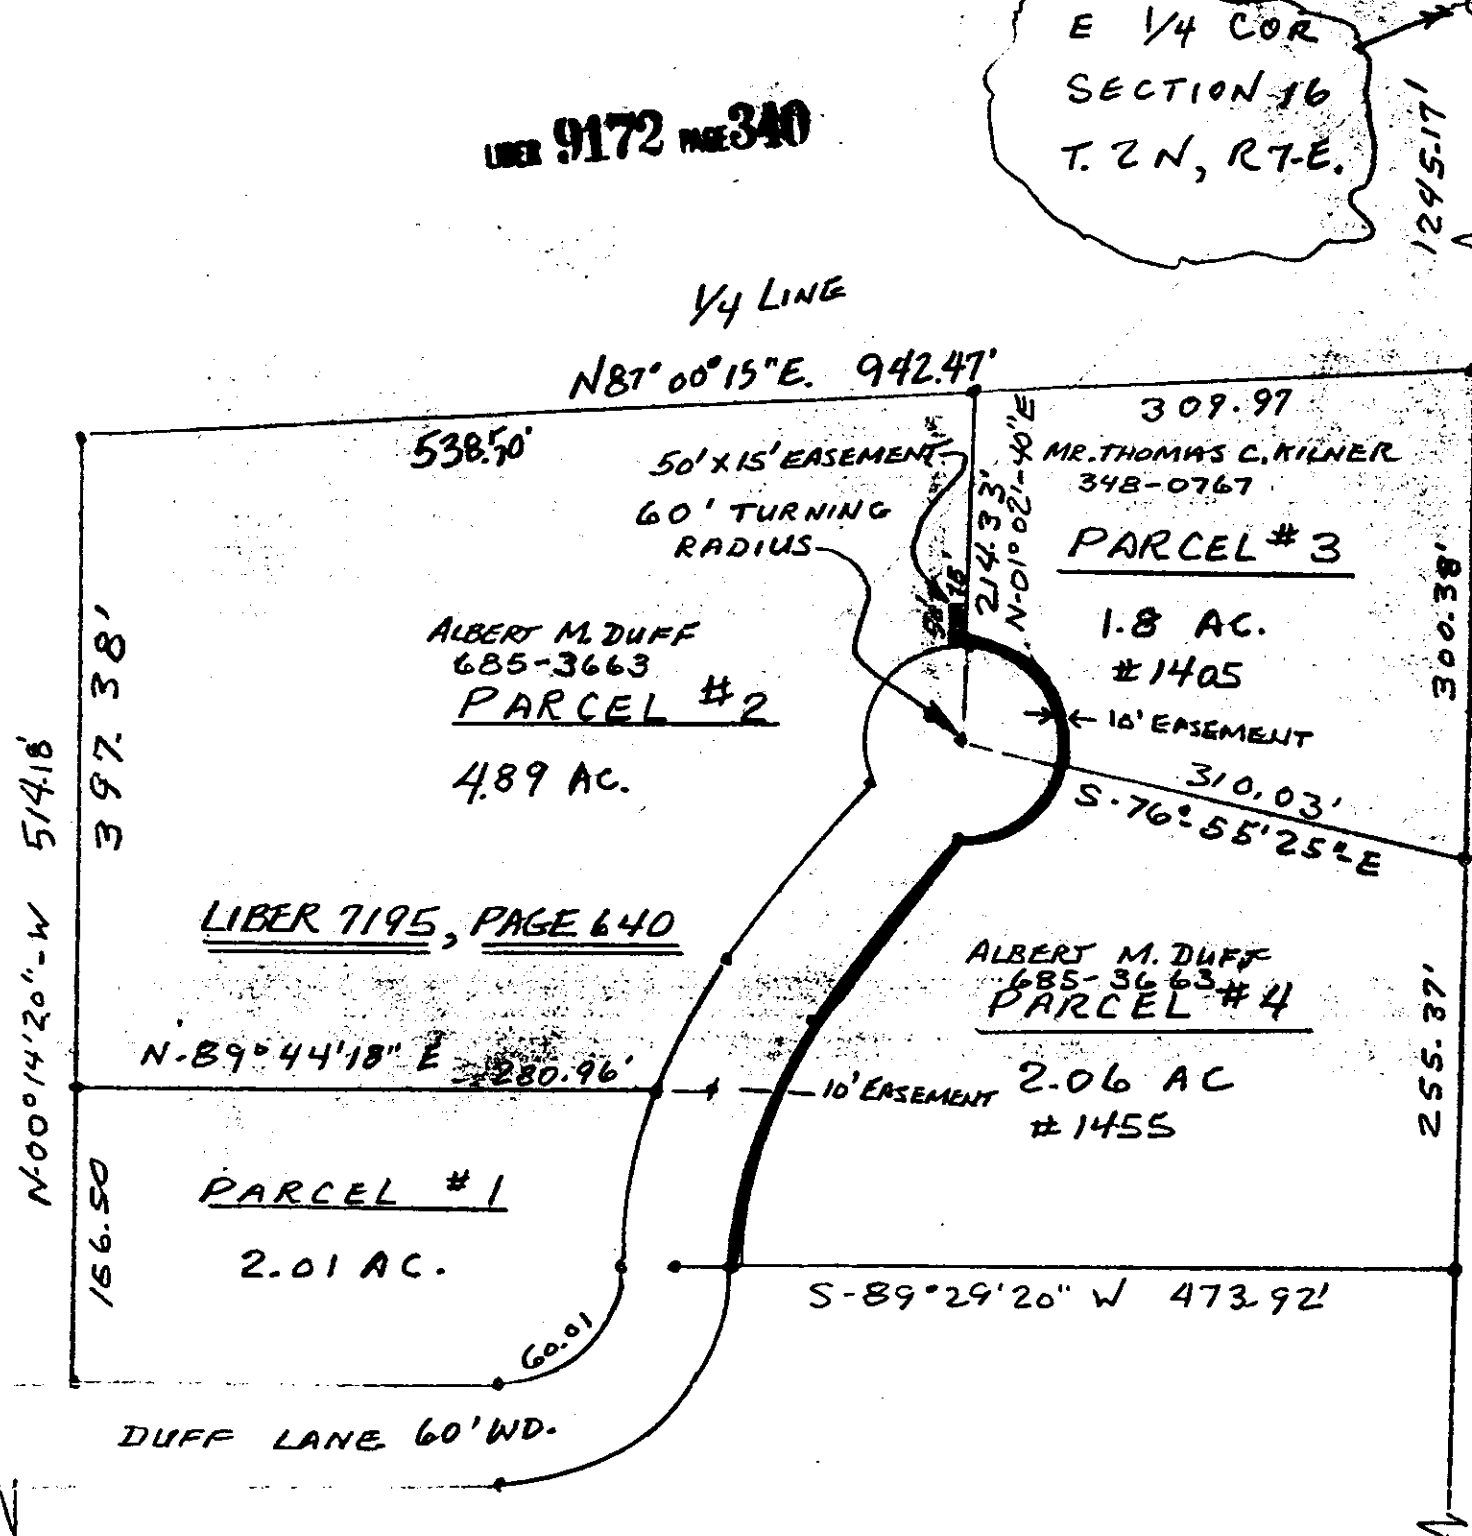 E 1/4 COR
SECTION 16
T. 2 N, R 7-E.
1245.17'
LIBER 9172 PAGE 340
1/4 LINE
N 87° 00' 15" E. 942.47'
538.50'
309.97
50' X 15' EASEMENT
60' TURNING
RADIUS
15'
50'
214.33'
N-01° 02'-40" E
MR. THOMAS C. KILNER
348-0767
PARCEL #3
1.8 AC.
#1405
10' EASEMENT
300.38'
310.03'
S-76°-55'25"-E
ALBERT M. DUFF
685-3663
PARCEL #2
4.89 AC.
397.38'
N-00° 14' 20"-W 514.18'
LIBER 7195, PAGE 640
N-89° 44' 18" E 280.96'
10' EASEMENT
ALBERT M. DUFF
685-3663
PARCEL #4
2.06 AC
#1455
255.37'
PARCEL #1
2.01 AC.
166.50
60.01
S-89° 29' 20" W 473.92'
DUFF LANE 60' WD.